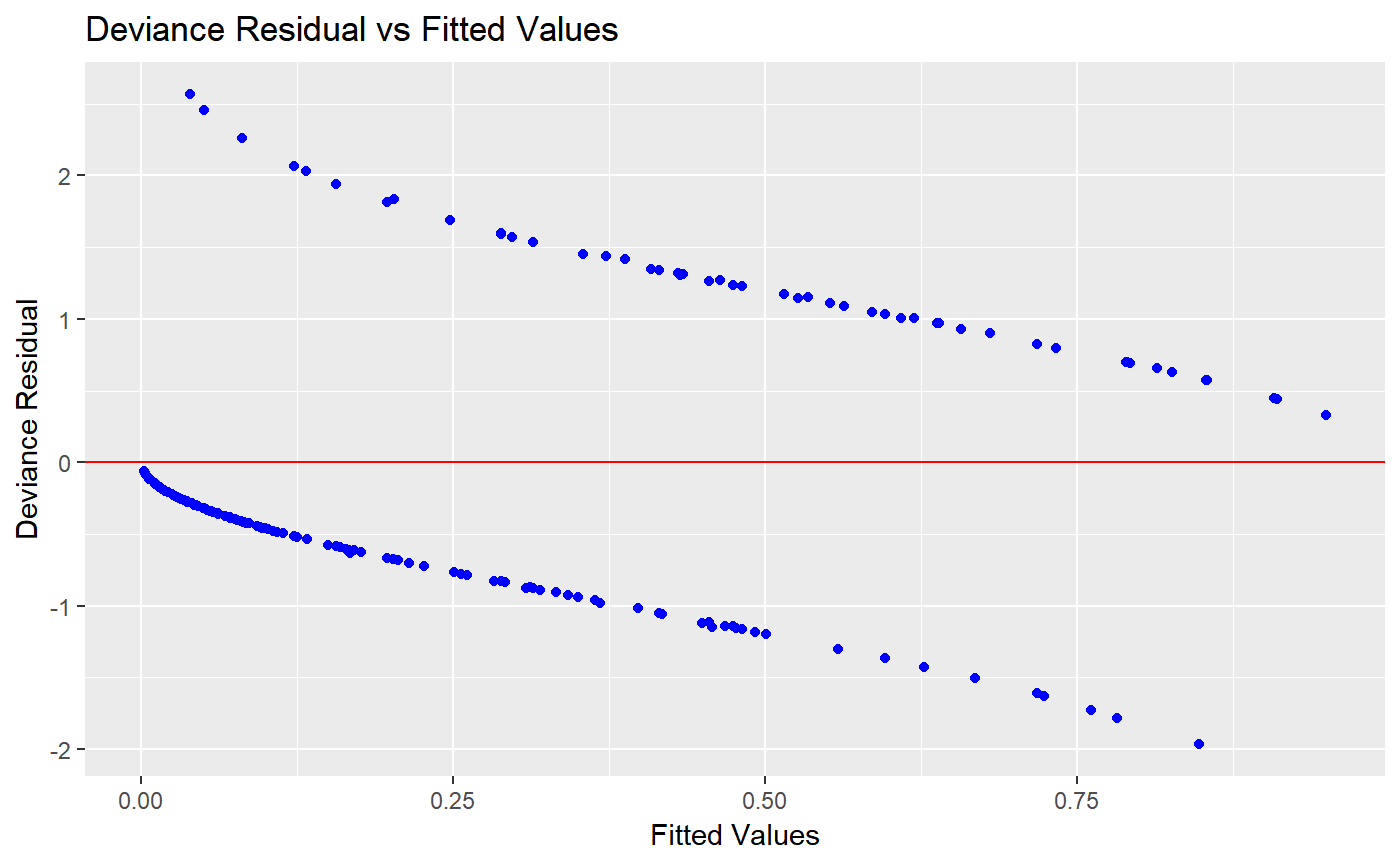 Deviance Residual vs Fitted Values
Deviance Residual
2
1
0
-1
-2
0.00 0.25 0.50 0.75
Fitted Values